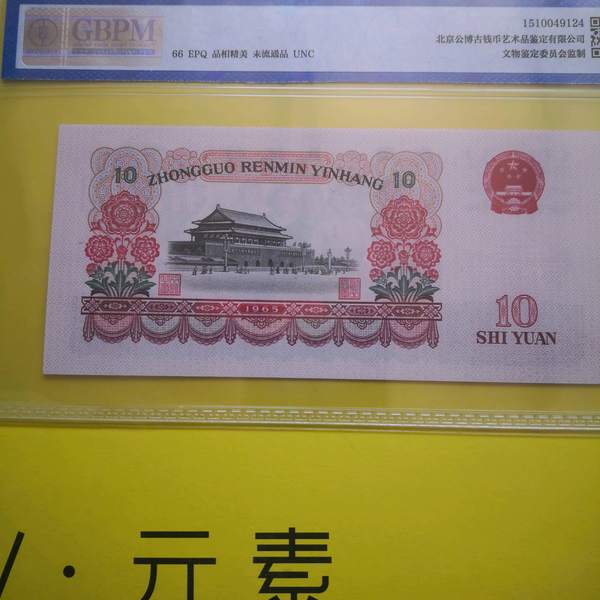 GBPM
1510049124
北京公博古钱币艺术品鉴定有限公司
66 EPQ 品相精美 未流通品 UNC
文物鉴定委员会监制
10 ZHONGGUO RENMIN YINHANG 10
1965
10
SHI YUAN
元素